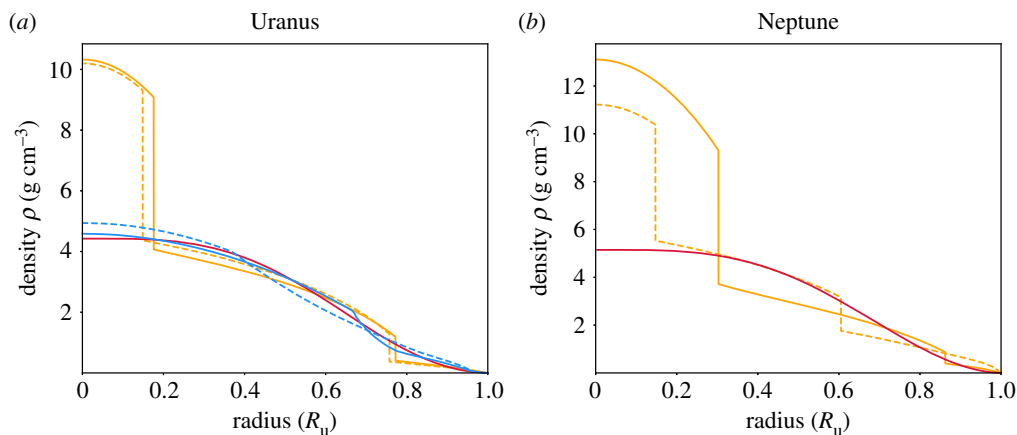 (a) Uranus
(b) Neptune
density ρ (g cm⁻³)
10
8
6
4
2
0 0.2 0.4 0.6 0.8 1.0
radius (Rᵤ)
density ρ (g cm⁻³)
12
10
8
6
4
2
0 0.2 0.4 0.6 0.8 1.0
radius (Rᵤ)